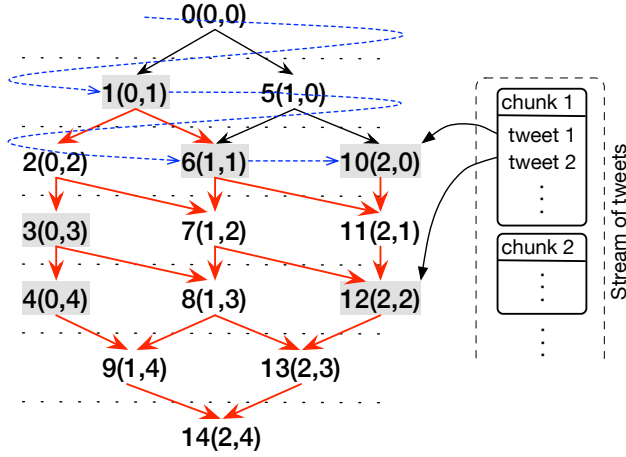 0(0,0)
1(0,1) 5(1,0)
2(0,2) 6(1,1) 10(2,0)
3(0,3) 7(1,2) 11(2,1)
4(0,4) 8(1,3) 12(2,2)
9(1,4) 13(2,3)
14(2,4)
chunk 1
tweet 1
tweet 2
chunk 2
Stream of tweets